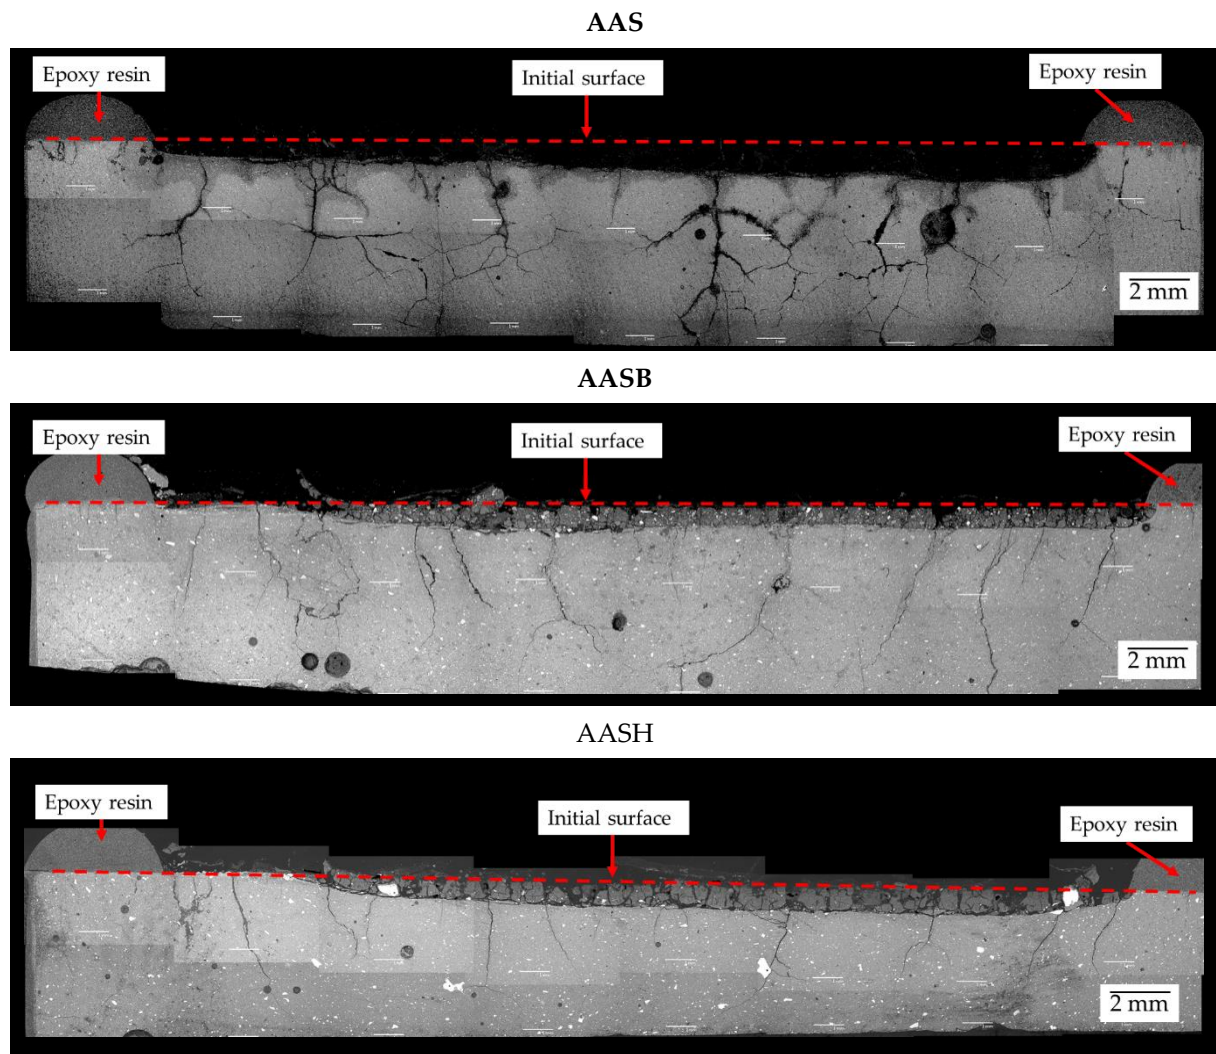 AAS
Epoxy resin
Initial surface
Epoxy resin
2 mm
AASB
Epoxy resin
Initial surface
Epoxy resin
2 mm
AASH
Epoxy resin
Initial surface
Epoxy resin
2 mm